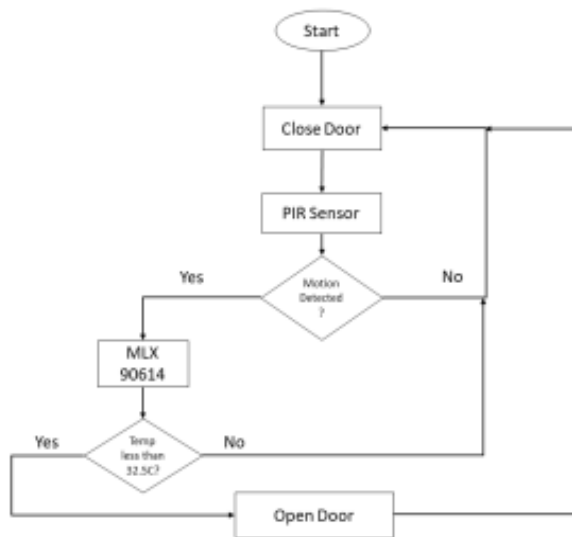 Start
Close Door
PIR Sensor
Yes
Motion
Detected
?
No
MLX
90614
Yes
Temp
less than
32.5C?
No
Open Door